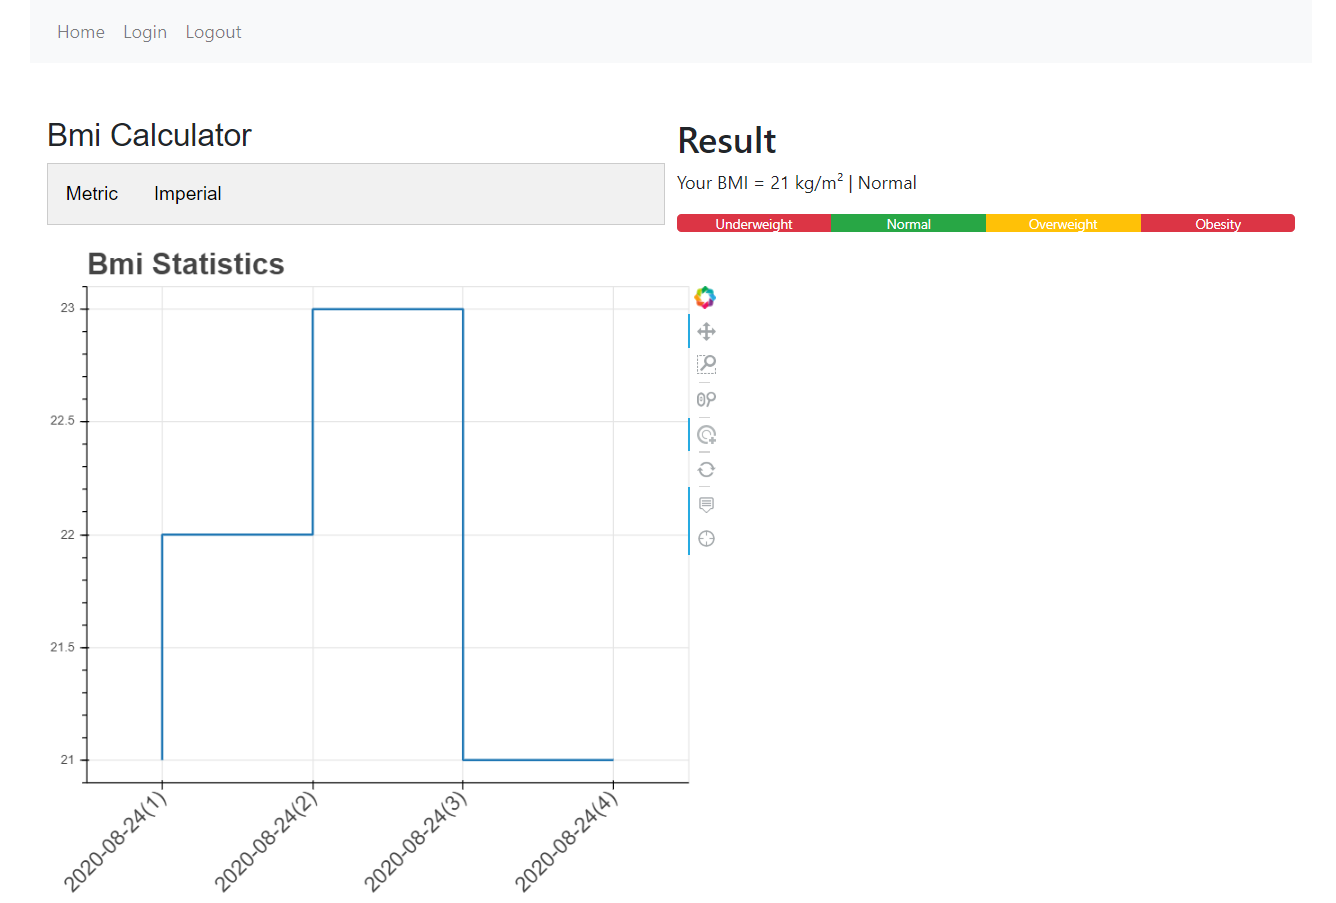 Home Login Logout
Bmi Calculator
Metric Imperial
Result
Your BMI = 21 kg/m² | Normal
Underweight Normal Overweight Obesity
Bmi Statistics
23
22.5
22
21.5
21
2020-08-24(1) 2020-08-24(2) 2020-08-24(3) 2020-08-24(4)